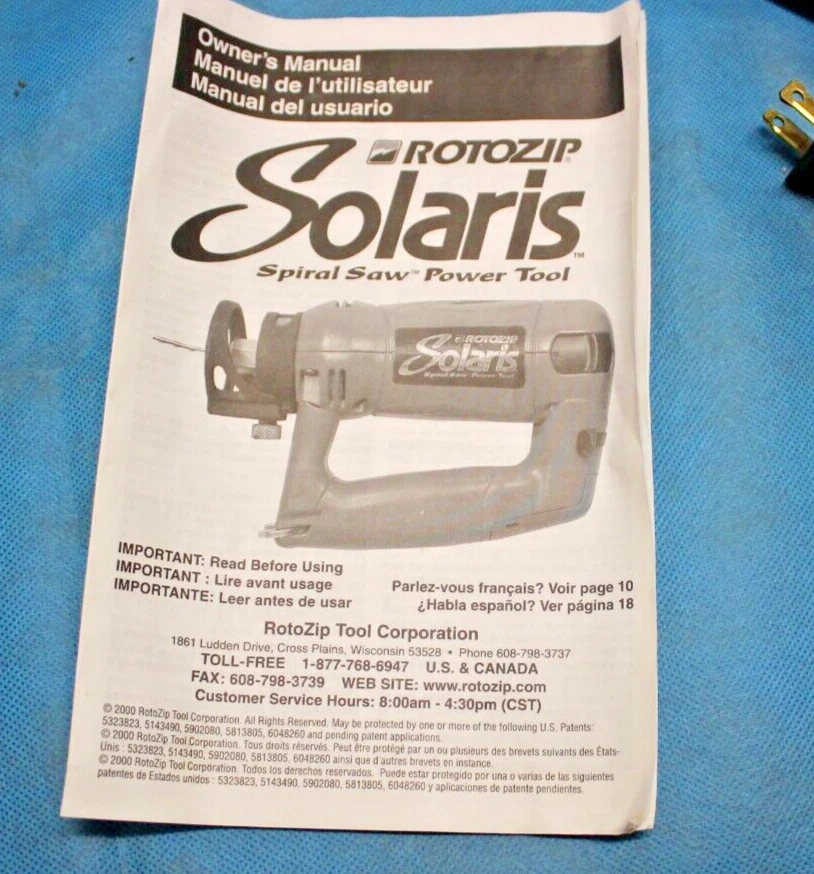 Owner's Manual
Manuel de l'utilisateur
Manual del usuario
ROTOZIP®
Solaris™
Spiral Saw™ Power Tool
ROTOZIP
Solaris
Spiral Saw™ Power Tool
IMPORTANT: Read Before Using
IMPORTANT : Lire avant usage
IMPORTANTE: Leer antes de usar
Parlez-vous français? Voir page 10
¿Habla español? Ver página 18
RotoZip Tool Corporation
1861 Ludden Drive, Cross Plains, Wisconsin 53528 • Phone 608-798-3737
TOLL-FREE 1-877-768-6947 U.S. & CANADA
FAX: 608-798-3739 WEB SITE: www.rotozip.com
Customer Service Hours: 8:00am - 4:30pm (CST)
© 2000 RotoZip Tool Corporation. All Rights Reserved. May be protected by one or more of the following U.S. Patents:
5323823, 5143490, 5902080, 5813805, 6048260 and pending patent applications.
© 2000 RotoZip Tool Corporation. Tous droits réservés. Peut être protégé par un ou plusieurs des brevets suivants des États-
Unis : 5323823, 5143490, 5902080, 5813805, 6048260 ainsi que d'autres brevets en instance.
© 2000 RotoZip Tool Corporation. Todos los derechos reservados. Puede estar protegido por una o varias de las siguientes
patentes de Estados unidos : 5323823, 5143490, 5902080, 5813805, 6048260 y aplicaciones de patente pendientes.